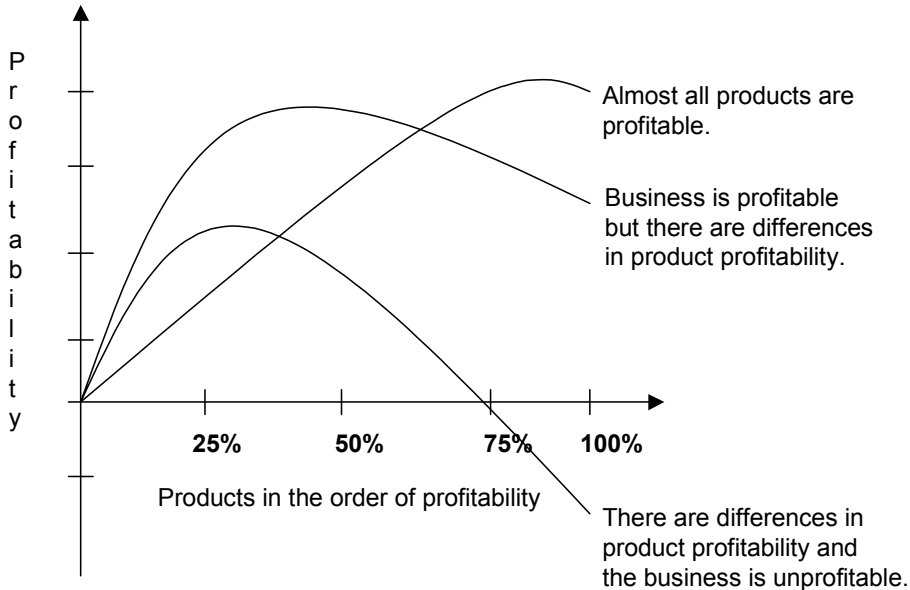 Profitability
Almost all products are
profitable.
Business is profitable
but there are differences
in product profitability.
25%
50%
75%
100%
Products in the order of profitability
There are differences in
product profitability and
the business is unprofitable.